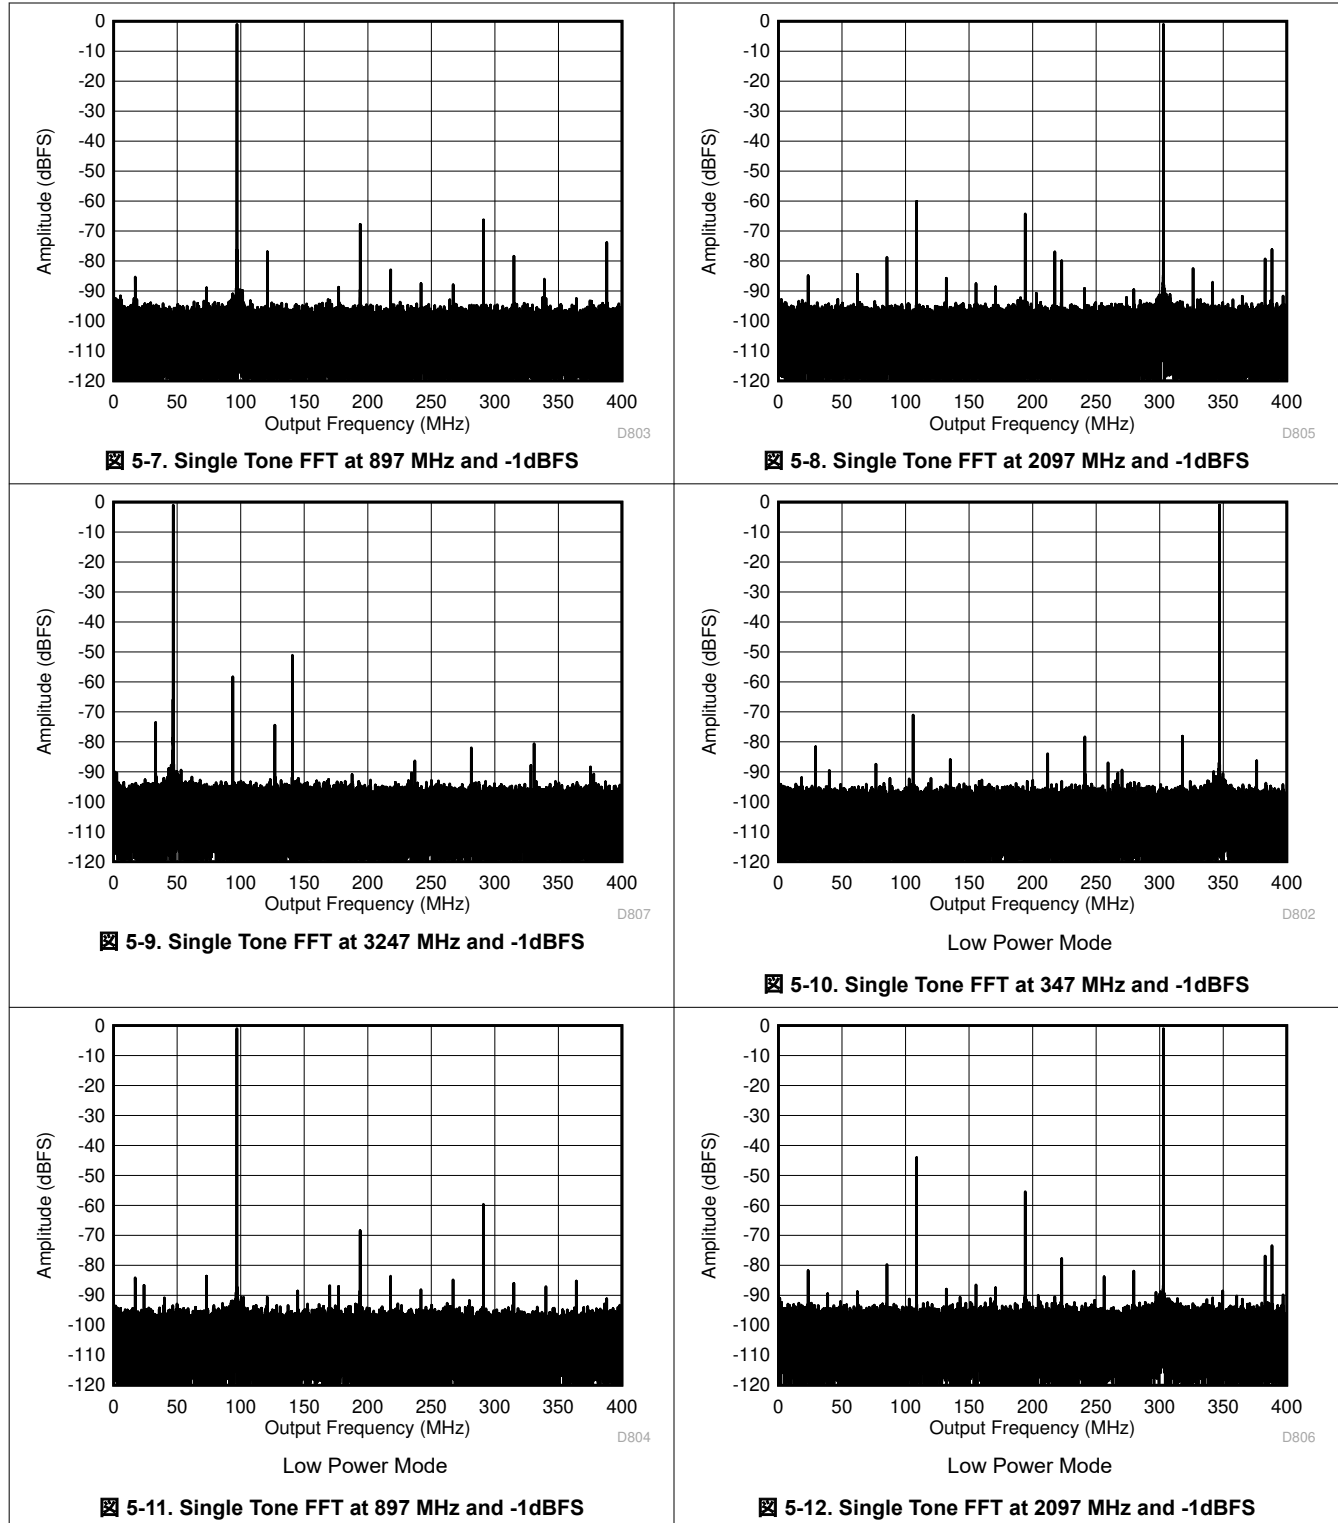 0
-10
-20
-30
-40
-50
-60
-70
-80
-90
-100
-110
-120
Amplitude (dBFS)
0 50 100 150 200 250 300 350 400
Output Frequency (MHz)
D803
図 5-7. Single Tone FFT at 897 MHz and -1dBFS
0
-10
-20
-30
-40
-50
-60
-70
-80
-90
-100
-110
-120
Amplitude (dBFS)
0 50 100 150 200 250 300 350 400
Output Frequency (MHz)
D805
図 5-8. Single Tone FFT at 2097 MHz and -1dBFS
0
-10
-20
-30
-40
-50
-60
-70
-80
-90
-100
-110
-120
Amplitude (dBFS)
0 50 100 150 200 250 300 350 400
Output Frequency (MHz)
D807
図 5-9. Single Tone FFT at 3247 MHz and -1dBFS
0
-10
-20
-30
-40
-50
-60
-70
-80
-90
-100
-110
-120
Amplitude (dBFS)
0 50 100 150 200 250 300 350 400
Output Frequency (MHz)
D802
Low Power Mode
図 5-10. Single Tone FFT at 347 MHz and -1dBFS
0
-10
-20
-30
-40
-50
-60
-70
-80
-90
-100
-110
-120
Amplitude (dBFS)
0 50 100 150 200 250 300 350 400
Output Frequency (MHz)
D804
Low Power Mode
図 5-11. Single Tone FFT at 897 MHz and -1dBFS
0
-10
-20
-30
-40
-50
-60
-70
-80
-90
-100
-110
-120
Amplitude (dBFS)
0 50 100 150 200 250 300 350 400
Output Frequency (MHz)
D806
Low Power Mode
図 5-12. Single Tone FFT at 2097 MHz and -1dBFS